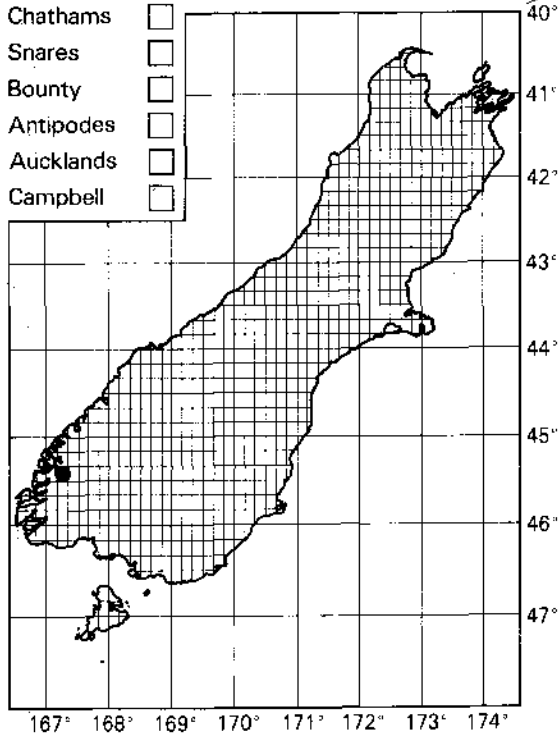 Chathams
Snares
Bounty
Antipodes
Aucklands
Campbell
40°
41°
42°
43°
44°
45°
46°
47°
167° 168° 169° 170° 171° 172° 173° 174°